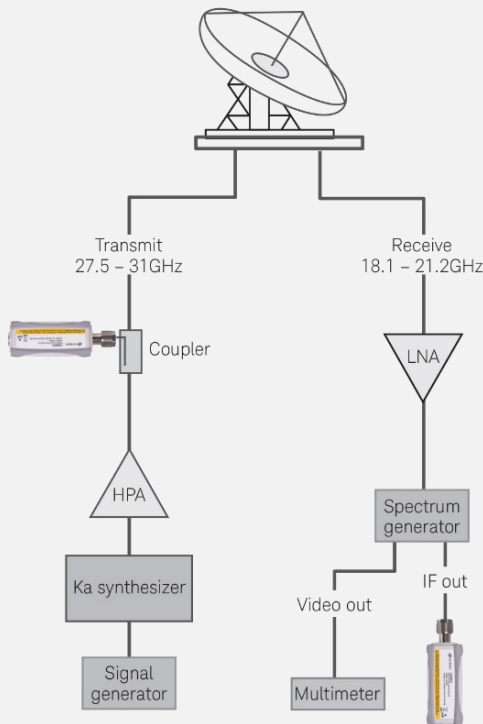 Transmit
27.5 – 31GHz
Receive
18.1 – 21.2GHz
Coupler
LNA
HPA
Spectrum
generator
Ka synthesizer
Video out
IF out
Signal
generator
Multimeter